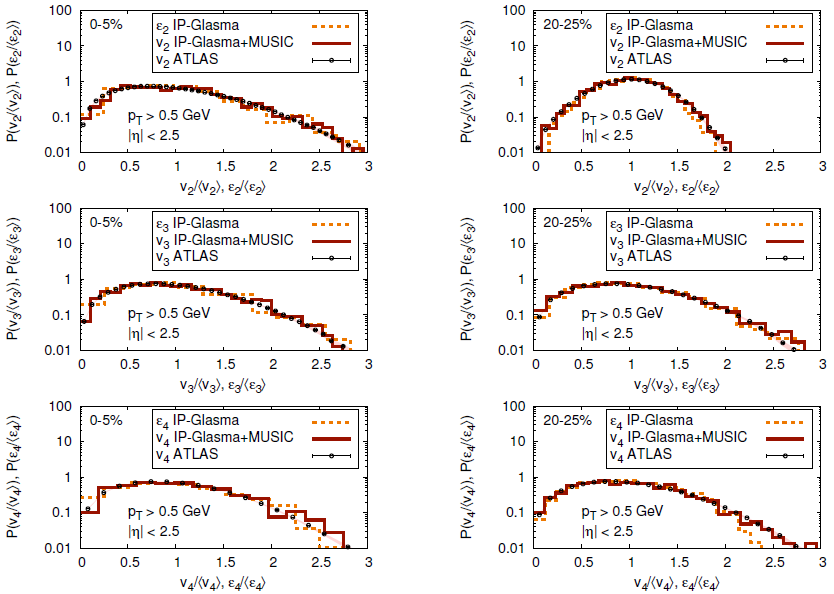 P(v2/⟨v2⟩), P(ε2/⟨ε2⟩)
100
10
1
0.1
0.01
0-5%
ε2 IP-Glasma
v2 IP-Glasma+MUSIC
v2 ATLAS
pT > 0.5 GeV
|η| < 2.5
0 0.5 1 1.5 2 2.5 3
v2/⟨v2⟩, ε2/⟨ε2⟩
P(v2/⟨v2⟩), P(ε2/⟨ε2⟩)
100
10
1
0.1
0.01
20-25%
ε2 IP-Glasma
v2 IP-Glasma+MUSIC
v2 ATLAS
pT > 0.5 GeV
|η| < 2.5
0 0.5 1 1.5 2 2.5 3
v2/⟨v2⟩, ε2/⟨ε2⟩
P(v3/⟨v3⟩), P(ε3/⟨ε3⟩)
100
10
1
0.1
0.01
0-5%
ε3 IP-Glasma
v3 IP-Glasma+MUSIC
v3 ATLAS
pT > 0.5 GeV
|η| < 2.5
0 0.5 1 1.5 2 2.5 3
v3/⟨v3⟩, ε3/⟨ε3⟩
P(v3/⟨v3⟩), P(ε3/⟨ε3⟩)
100
10
1
0.1
0.01
20-25%
ε3 IP-Glasma
v3 IP-Glasma+MUSIC
v3 ATLAS
pT > 0.5 GeV
|η| < 2.5
0 0.5 1 1.5 2 2.5 3
v3/⟨v3⟩, ε3/⟨ε3⟩
P(v4/⟨v4⟩), P(ε4/⟨ε4⟩)
100
10
1
0.1
0.01
0-5%
ε4 IP-Glasma
v4 IP-Glasma+MUSIC
v4 ATLAS
pT > 0.5 GeV
|η| < 2.5
0 0.5 1 1.5 2 2.5 3
v4/⟨v4⟩, ε4/⟨ε4⟩
P(v4/⟨v4⟩), P(ε4/⟨ε4⟩)
100
10
1
0.1
0.01
20-25%
ε4 IP-Glasma
v4 IP-Glasma+MUSIC
v4 ATLAS
pT > 0.5 GeV
|η| < 2.5
0 0.5 1 1.5 2 2.5 3
v4/⟨v4⟩, ε4/⟨ε4⟩